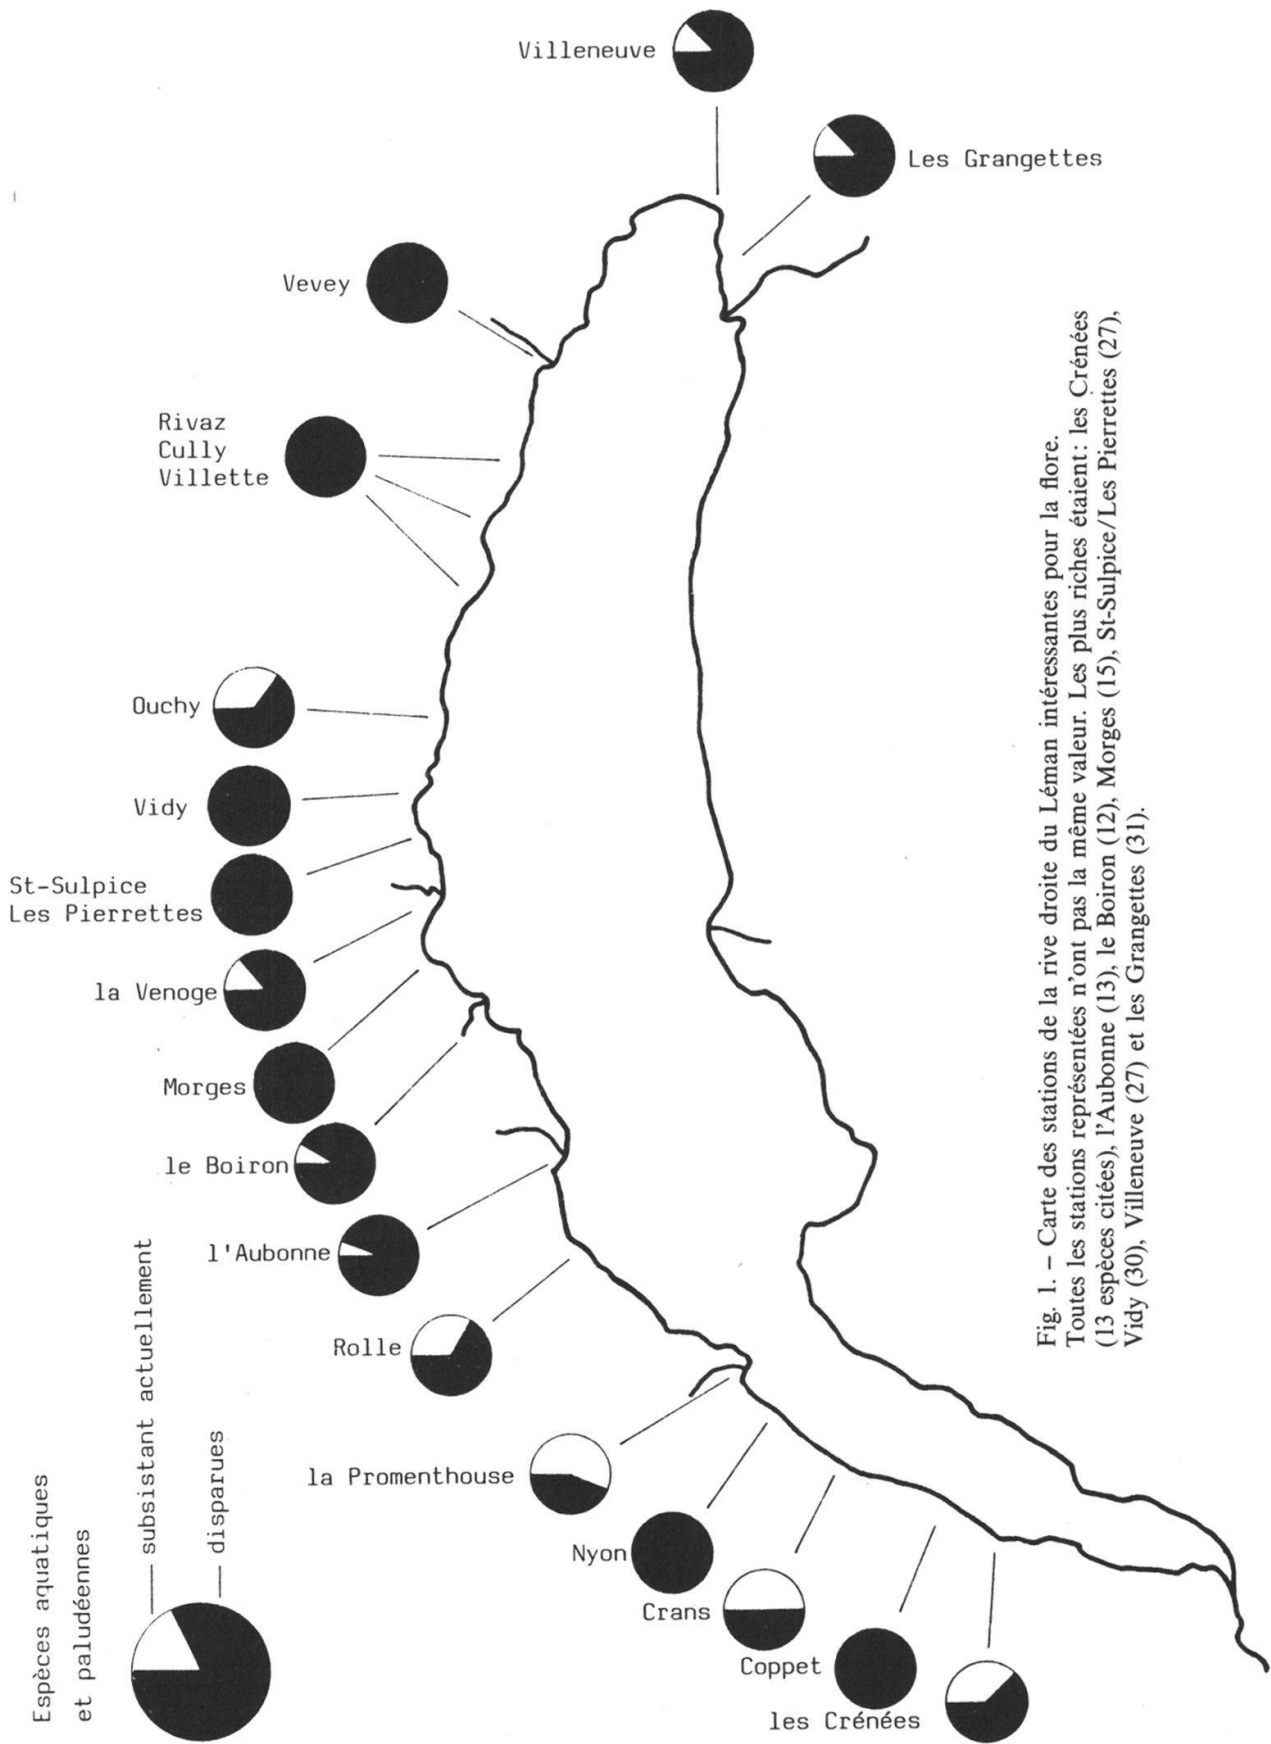 Villeneuve
Les Grangettes
Vevey
Rivaz
Cully
Villette
Ouchy
Vidy
St-Sulpice
Les Pierrettes
la Venoge
Morges
le Boiron
l'Aubonne
Rolle
la Promenthouse
Nyon
Crans
Coppet
les Crénées
Espèces aquatiques
et paludéennes
subsistant actuellement
disparues
Fig. 1. – Carte des stations de la rive droite du Léman intéressantes pour la flore.
Toutes les stations représentées n'ont pas la même valeur. Les plus riches étaient: les Crénées
(13 espèces citées), l'Aubonne (13), le Boiron (12), Morges (15), St-Sulpice/Les Pierrettes (27),
Vidy (30), Villeneuve (27) et les Grangettes (31).